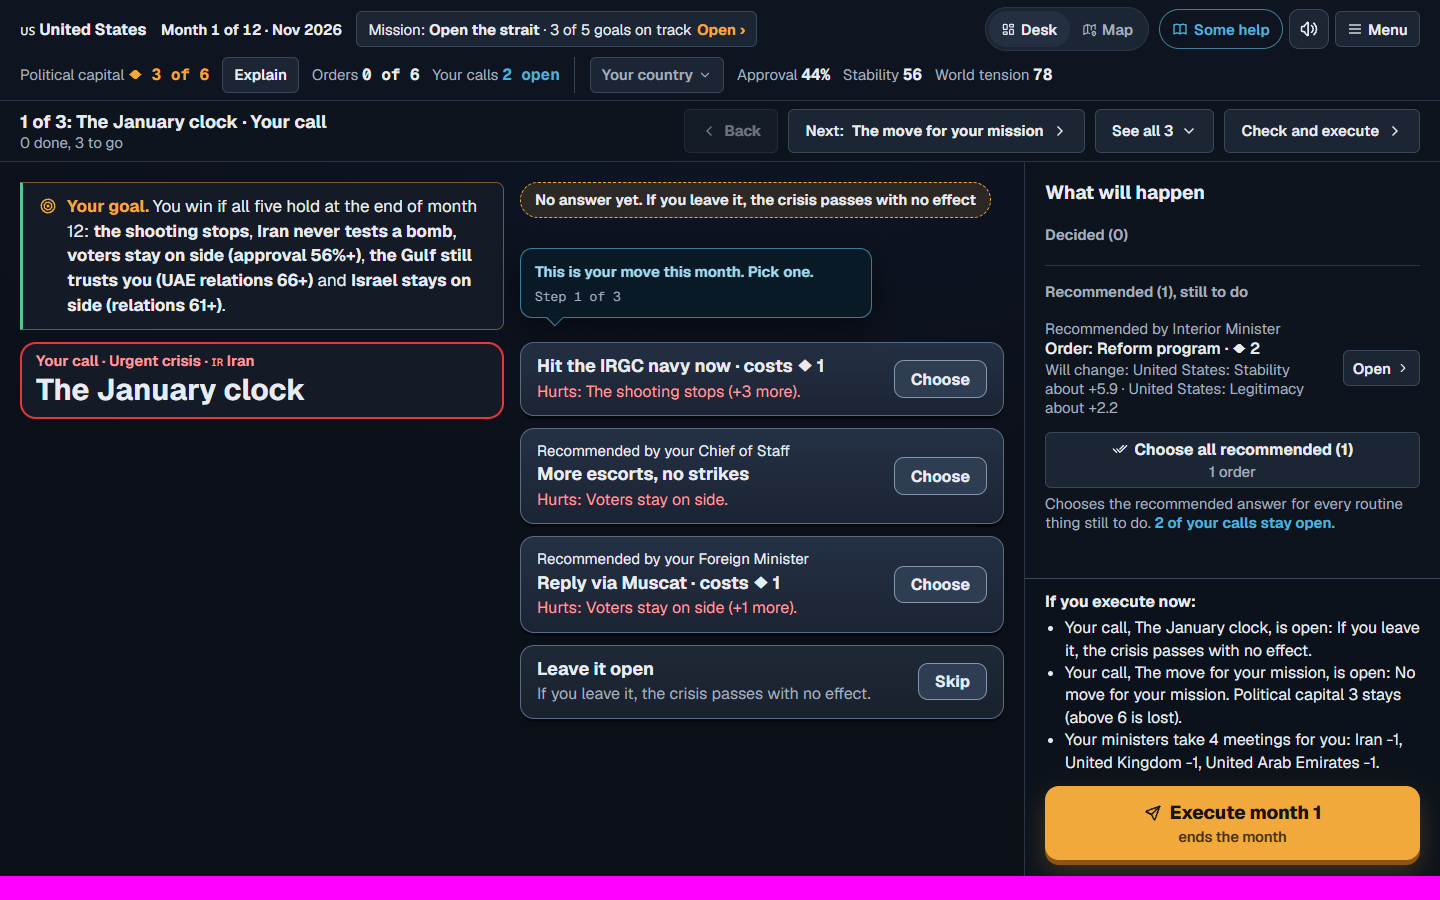 US United States Month 1 of 12 · Nov 2026 Mission: Open the strait · 3 of 5 goals on track Open › Desk Map Some help Menu
Political capital ◆ 3 of 6 Explain Orders 0 of 6 Your calls 2 open Your country Approval 44% Stability 56 World tension 78
1 of 3: The January clock · Your call
0 done, 3 to go
Back Next: The move for your mission See all 3 Check and execute
Your goal. You win if all five hold at the end of month
12: the shooting stops, Iran never tests a bomb,
voters stay on side (approval 56%+), the Gulf still
trusts you (UAE relations 66+) and Israel stays on
side (relations 61+).
Your call · Urgent crisis · IR Iran
The January clock
No answer yet. If you leave it, the crisis passes with no effect
This is your move this month. Pick one.
Step 1 of 3
Hit the IRGC navy now · costs ◆ 1
Hurts: The shooting stops (+3 more).
Choose
Recommended by your Chief of Staff
More escorts, no strikes
Hurts: Voters stay on side.
Choose
Recommended by your Foreign Minister
Reply via Muscat · costs ◆ 1
Hurts: Voters stay on side (+1 more).
Choose
Leave it open
If you leave it, the crisis passes with no effect.
Skip
What will happen
Decided (0)
Recommended (1), still to do
Recommended by Interior Minister
Order: Reform program · ◆ 2
Will change: United States: Stability
about +5.9 · United States: Legitimacy
about +2.2
Open
Choose all recommended (1)
1 order
Chooses the recommended answer for every routine
thing still to do. 2 of your calls stay open.
If you execute now:
• Your call, The January clock, is open: If you leave
it, the crisis passes with no effect.
• Your call, The move for your mission, is open: No
move for your mission. Political capital 3 stays
(above 6 is lost).
• Your ministers take 4 meetings for you: Iran -1,
United Kingdom -1, United Arab Emirates -1.
Execute month 1
ends the month